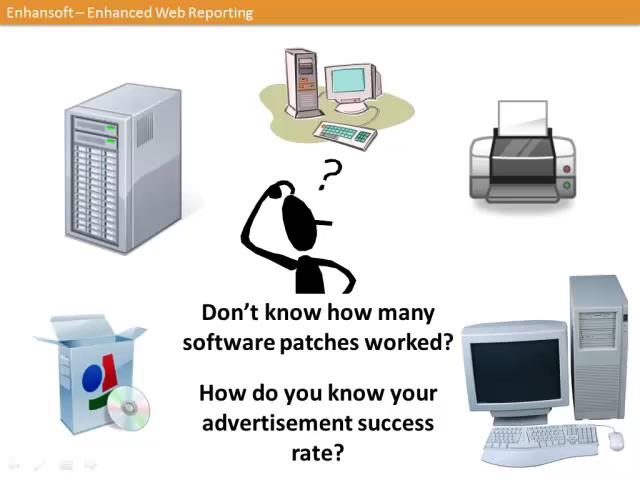 Enhansoft – Enhanced Web Reporting
?
Don't know how many
software patches worked?
How do you know your
advertisement success
rate?